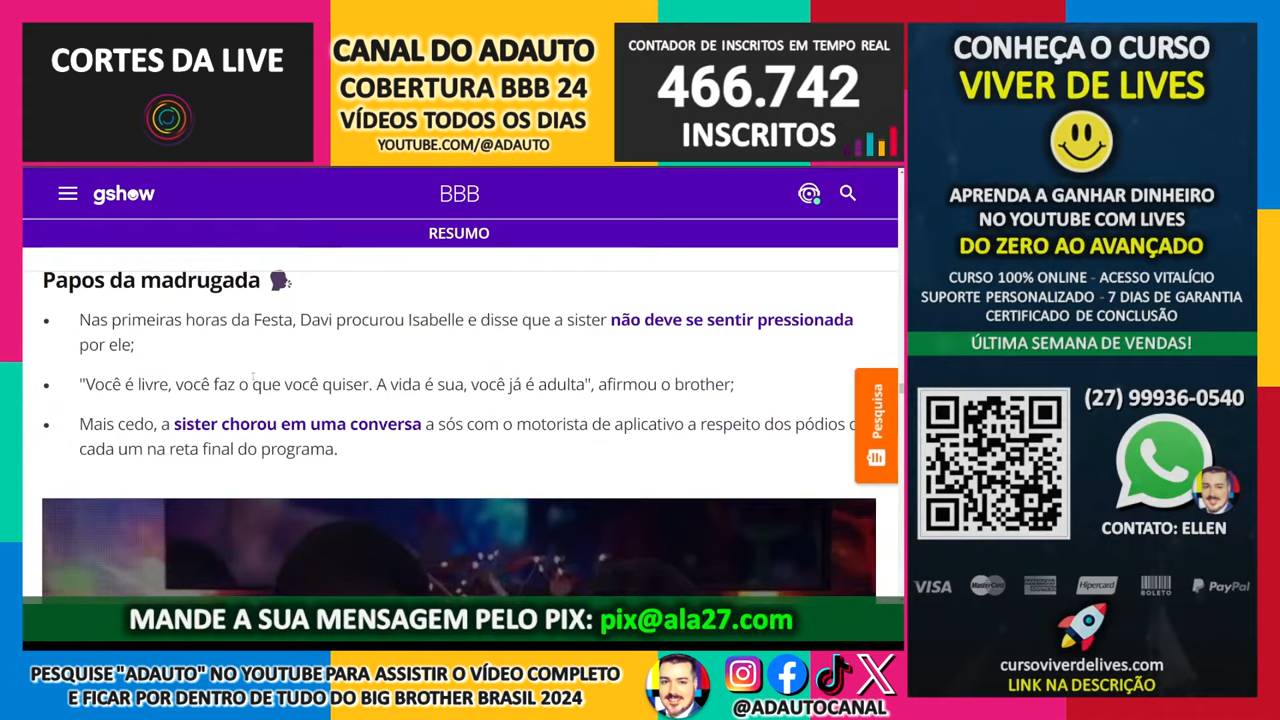 CORTES DA LIVE
CANAL DO ADAUTO
COBERTURA BBB 24
VÍDEOS TODOS OS DIAS
YOUTUBE.COM/@ADAUTO
CONTADOR DE INSCRITOS EM TEMPO REAL
466.742
INSCRITOS
gshow
BBB
RESUMO
Papos da madrugada
• Nas primeiras horas da Festa, Davi procurou Isabelle e disse que a sister não deve se sentir pressionada
por ele;
• "Você é livre, você faz o que você quiser. A vida é sua, você já é adulta", afirmou o brother;
• Mais cedo, a sister chorou em uma conversa a sós com o motorista de aplicativo a respeito dos pódios
cada um na reta final do programa.
Pesquisa
MANDE A SUA MENSAGEM PELO PIX: pix@ala27.com
PESQUISE "ADAUTO" NO YOUTUBE PARA ASSISTIR O VÍDEO COMPLETO
E FICAR POR DENTRO DE TUDO DO BIG BROTHER BRASIL 2024
@ADAUTOCANAL
CONHEÇA O CURSO
VIVER DE LIVES
APRENDA A GANHAR DINHEIRO
NO YOUTUBE COM LIVES
DO ZERO AO AVANÇADO
CURSO 100% ONLINE - ACESSO VITALÍCIO
SUPORTE PERSONALIZADO - 7 DIAS DE GARANTIA
CERTIFICADO DE CONCLUSÃO
ÚLTIMA SEMANA DE VENDAS!
(27) 99936-0540
CONTATO: ELLEN
VISA MasterCard Hipercard BOLETO PayPal
cursoviverdelives.com
LINK NA DESCRIÇÃO